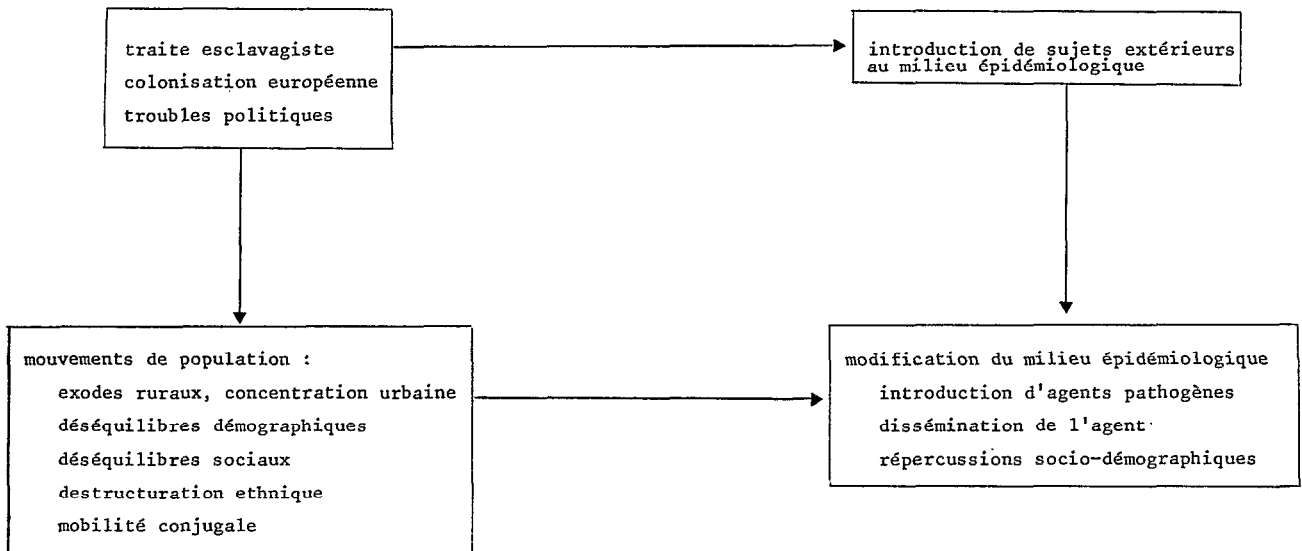 traite esclavagiste
colonisation européenne
troubles politiques
introduction de sujets extérieurs
au milieu épidémiologique
mouvements de population :
exodes ruraux, concentration urbaine
déséquilibres démographiques
déséquilibres sociaux
destructuration ethnique
mobilité conjugale
modification du milieu épidémiologique
introduction d'agents pathogènes
dissémination de l'agent
répercussions socio-démographiques